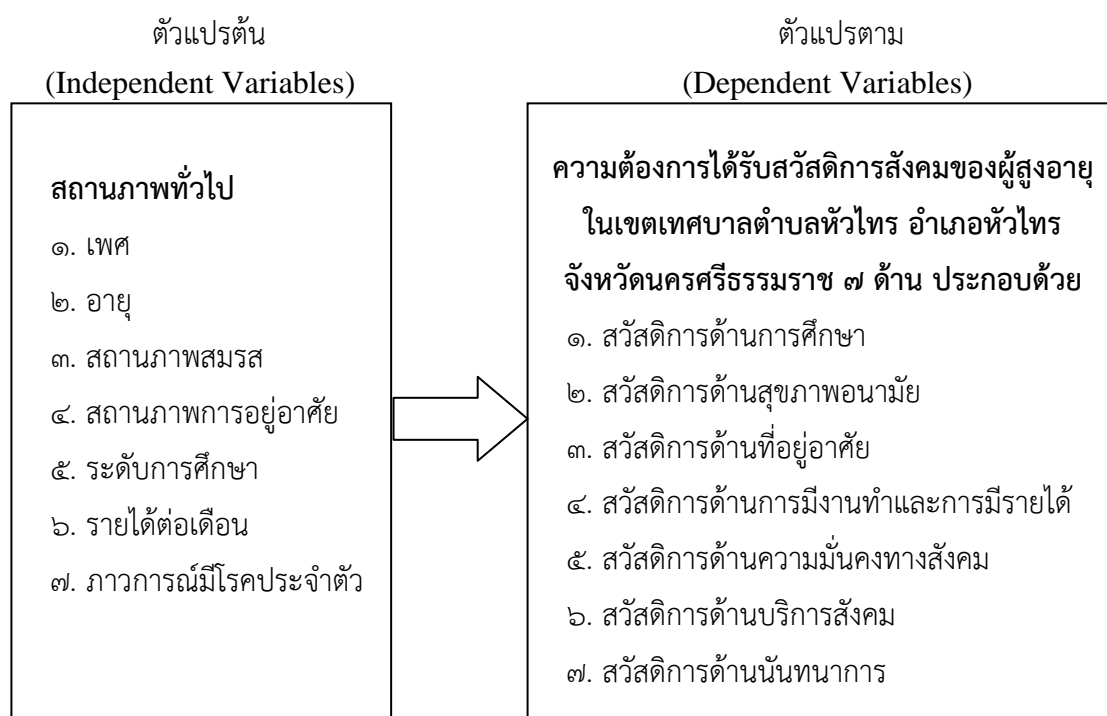 ตัวแปรต้น
(Independent Variables)
สถานภาพทั่วไป
๑. เพศ
๒. อายุ
๓. สถานภาพสมรส
๔. สถานภาพการอยู่อาศัย
๕. ระดับการศึกษา
๖. รายได้ต่อเดือน
๗. ภาวการณ์มีโรคประจำตัว
ตัวแปรตาม
(Dependent Variables)
ความต้องการได้รับสวัสดิการสังคมของผู้สูงอายุ
ในเขตเทศบาลตำบลหัวไทร อำเภอหัวไทร
จังหวัดนครศรีธรรมราช ๗ ด้าน ประกอบด้วย
๑. สวัสดิการด้านการศึกษา
๒. สวัสดิการด้านสุขภาพอนามัย
๓. สวัสดิการด้านที่อยู่อาศัย
๔. สวัสดิการด้านการมีงานทำและการมีรายได้
๕. สวัสดิการด้านความมั่นคงทางสังคม
๖. สวัสดิการด้านบริการสังคม
๗. สวัสดิการด้านนันทนาการ